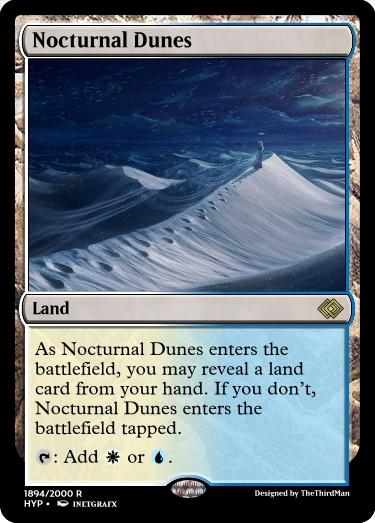 Nocturnal Dunes
Land
As Nocturnal Dunes enters the
battlefield, you may reveal a land
card from your hand. If you don't,
Nocturnal Dunes enters the
battlefield tapped.
: Add or .
1894/2000 R
HYP • INETGRAFX
Designed by TheThirdMan